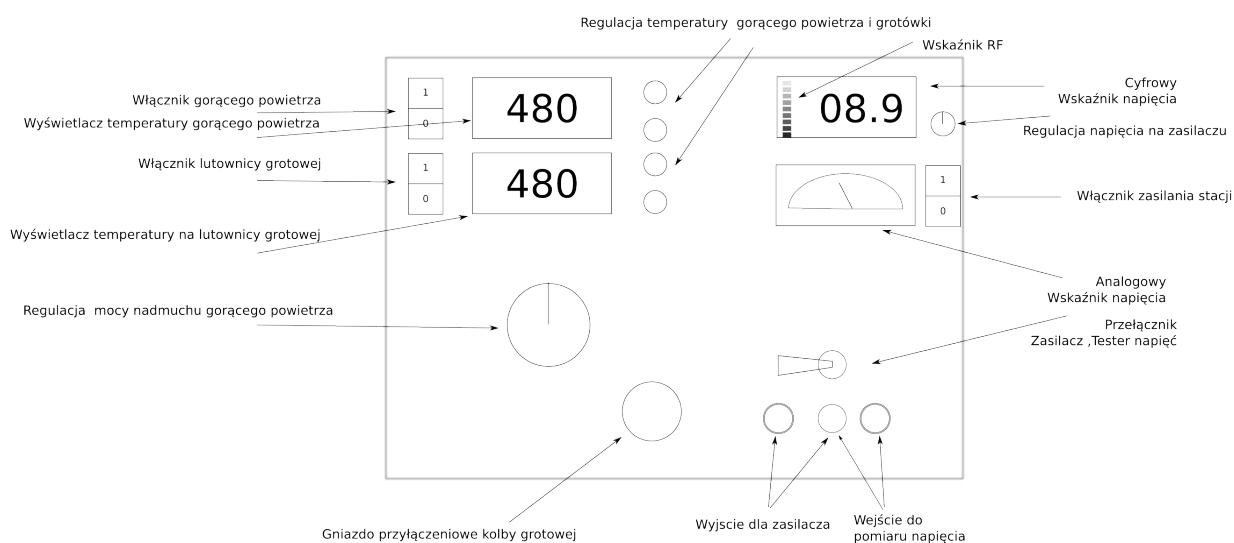 Regulacja temperatury  gorącego powietrza i grotówki
Wskaźnik RF
Cyfrowy
Wskaźnik napięcia
Włącznik gorącego powietrza
Wyświetlacz temperatury gorącego powietrza
1
0
480
08.9
Regulacja napięcia na zasilaczu
Włącznik lutownicy grotowej
1
0
480
1
0
Włącznik zasilania stacji
Wyświetlacz temperatury na lutownicy grotowej
Analogowy
Wskaźnik napięcia
Regulacja  mocy nadmuchu gorącego powietrza
Przełącznik
Zasilacz ,Tester napięć
Gniazdo przyłączeniowe kolby grotowej
Wyjscie dla zasilacza
Wejście do
pomiaru napięcia